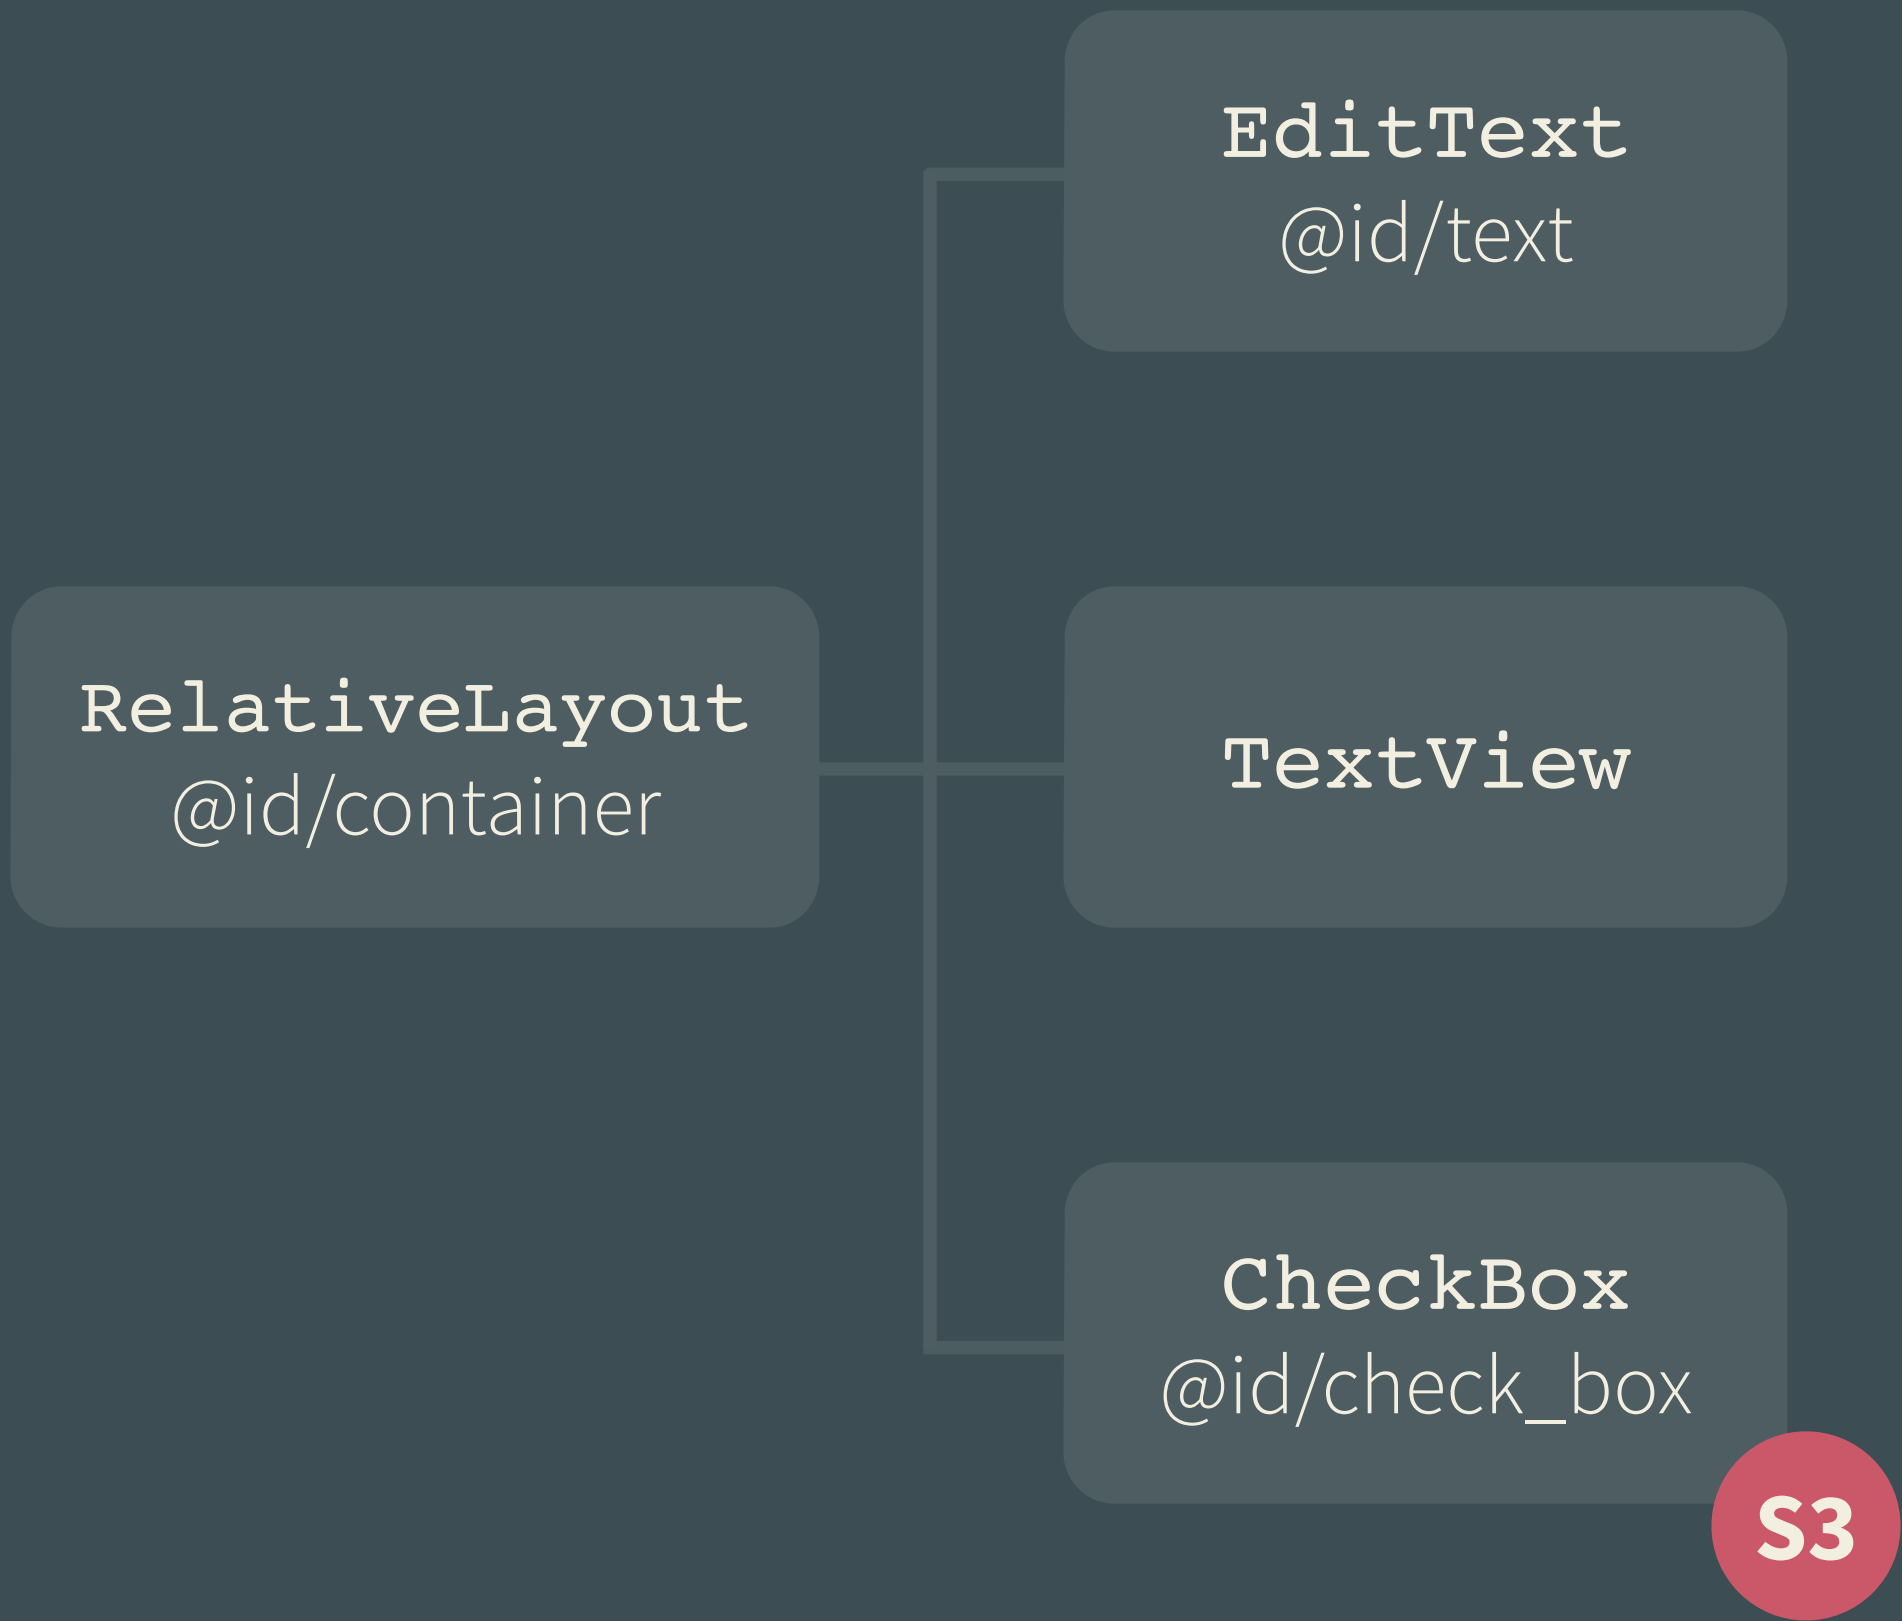 EditText
@id/text
RelativeLayout
@id/container
TextView
CheckBox
@id/check_box
S3